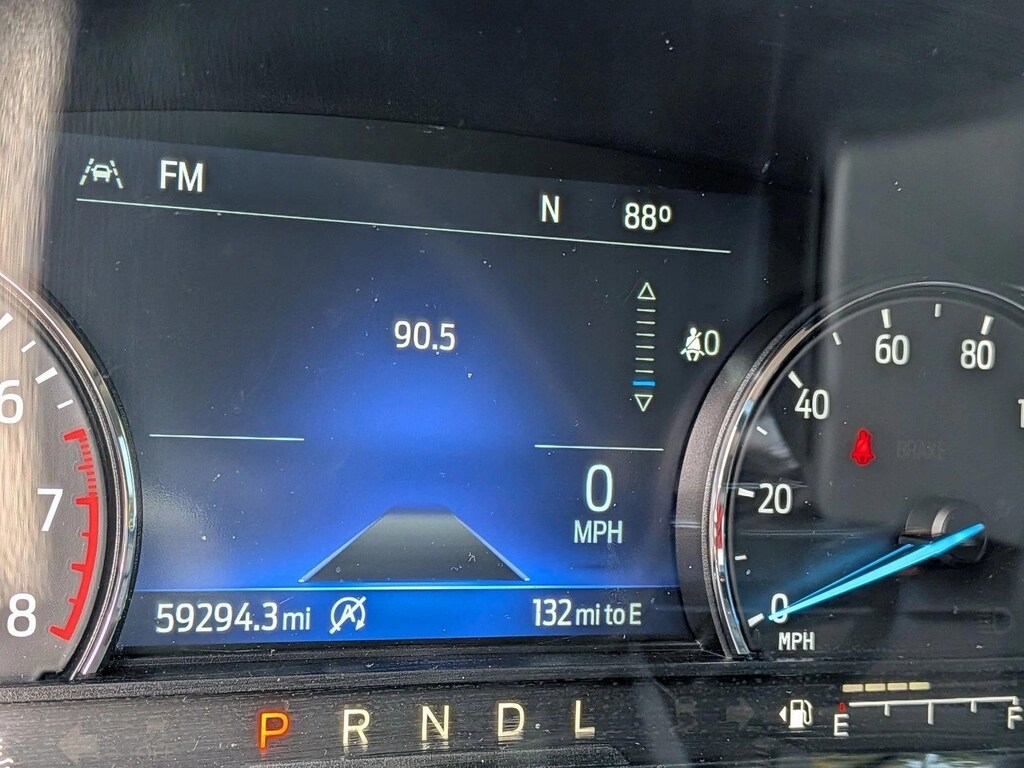 FM
N 88°
90.5
0
60 80
6
40
BRAKE
7
20
0
MPH
8
0
MPH
59294.3 mi
132 mi to E
P R N D L
E F